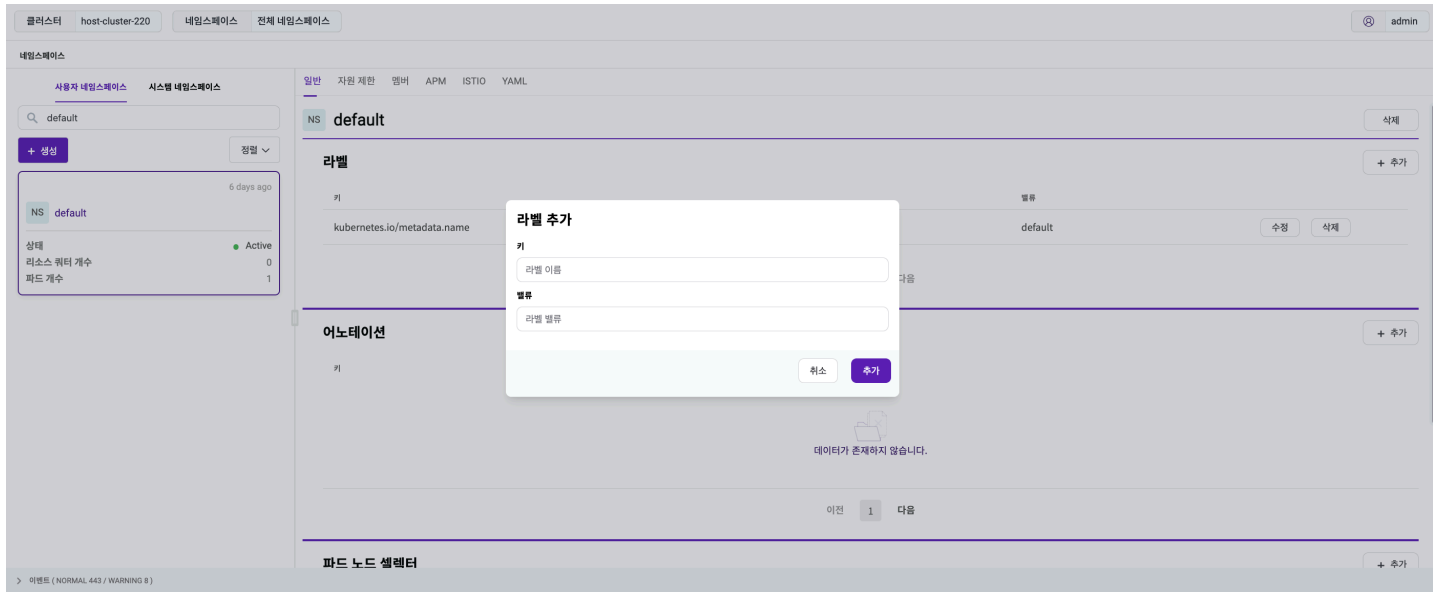 클러스터 host-cluster-220 네임스페이스 전체 네임스페이스 admin
네임스페이스
사용자 네임스페이스 시스템 네임스페이스
default
+ 생성 정렬
6 days ago
NS default
상태 Active
리소스 쿼터 개수 0
파드 개수 1
일반 자원 제한 멤버 APM ISTIO YAML
NS default 삭제
라벨 + 추가
키 밸류
kubernetes.io/metadata.name default 수정 삭제
다음
라벨 추가
키
라벨 이름
밸류
라벨 밸류
취소 추가
어노테이션 + 추가
키
데이터가 존재하지 않습니다.
이전 1 다음
파드 노드 셀렉터 + 추가
이벤트 ( NORMAL 443 / WARNING 8 )